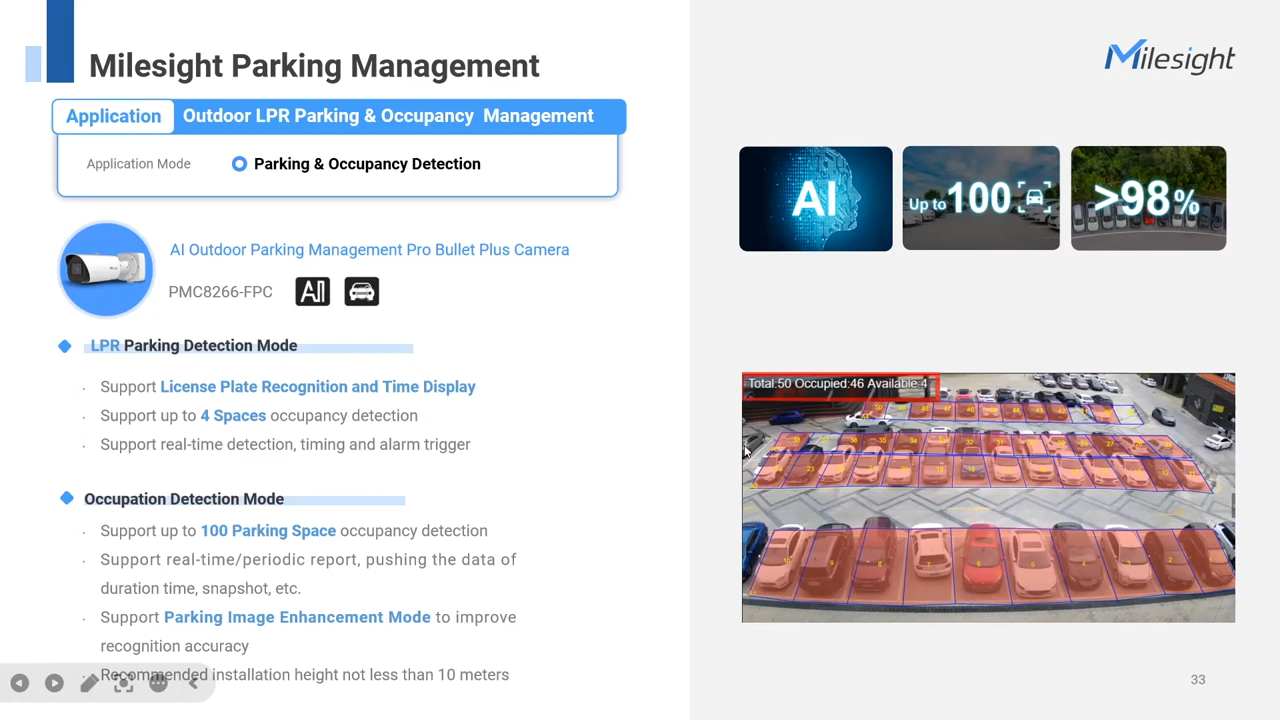 Milesight Parking Management
Milesight
Application
Outdoor LPR Parking & Occupancy Management
Application Mode
Parking & Occupancy Detection
AI
Up to 100
>98%
AI Outdoor Parking Management Pro Bullet Plus Camera
PMC8266-FPC
AI
LPR Parking Detection Mode
· Support License Plate Recognition and Time Display
· Support up to 4 Spaces occupancy detection
· Support real-time detection, timing and alarm trigger
Occupation Detection Mode
· Support up to 100 Parking Space occupancy detection
· Support real-time/periodic report, pushing the data of
duration time, snapshot, etc.
· Support Parking Image Enhancement Mode to improve
recognition accuracy
· Recommended installation height not less than 10 meters
Total:50 Occupied:46 Available:4
33